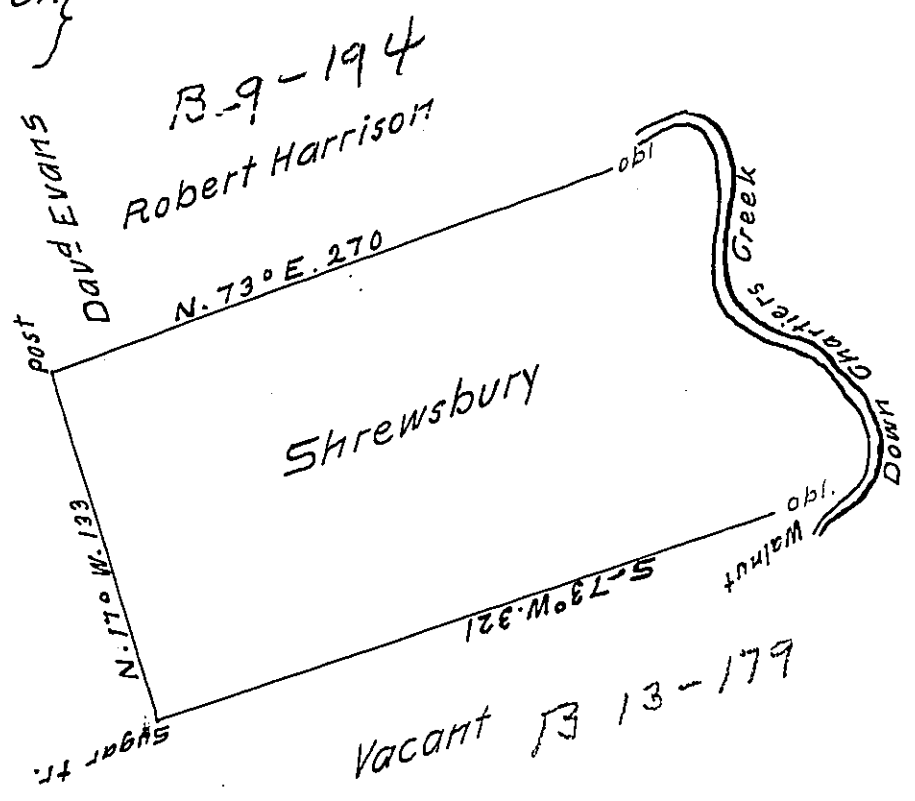 B-9-194
Robert Harrison
Davd Evans
post
N. 73° E. 270
obl
Down Chartiers Creek
Shrewsbury
N. 17° W. 133
S-73° W. 321
obl.
Walnut
Sugar tr.
Vacant B 13-179